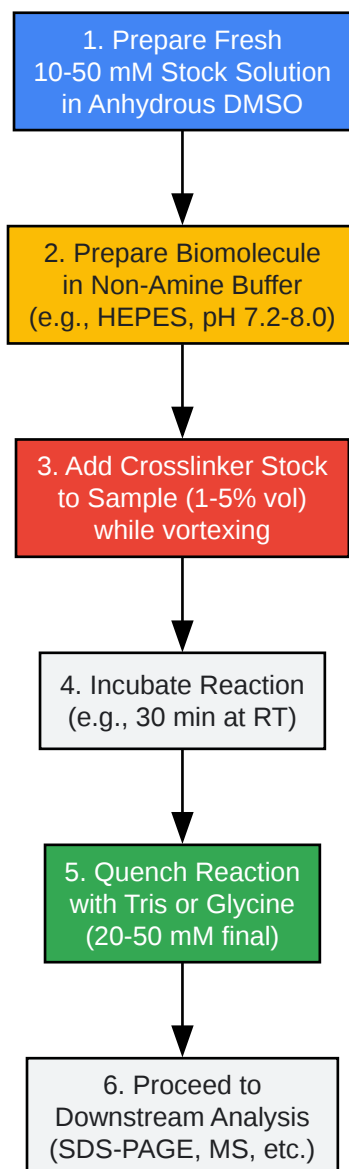 1. Prepare Fresh
10-50 mM Stock Solution
in Anhydrous DMSO
2. Prepare Biomolecule
in Non-Amine Buffer
(e.g., HEPES, pH 7.2-8.0)
3. Add Crosslinker Stock
to Sample (1-5% vol)
while vortexing
4. Incubate Reaction
(e.g., 30 min at RT)
5. Quench Reaction
with Tris or Glycine
(20-50 mM final)
6. Proceed to
Downstream Analysis
(SDS-PAGE, MS, etc.)